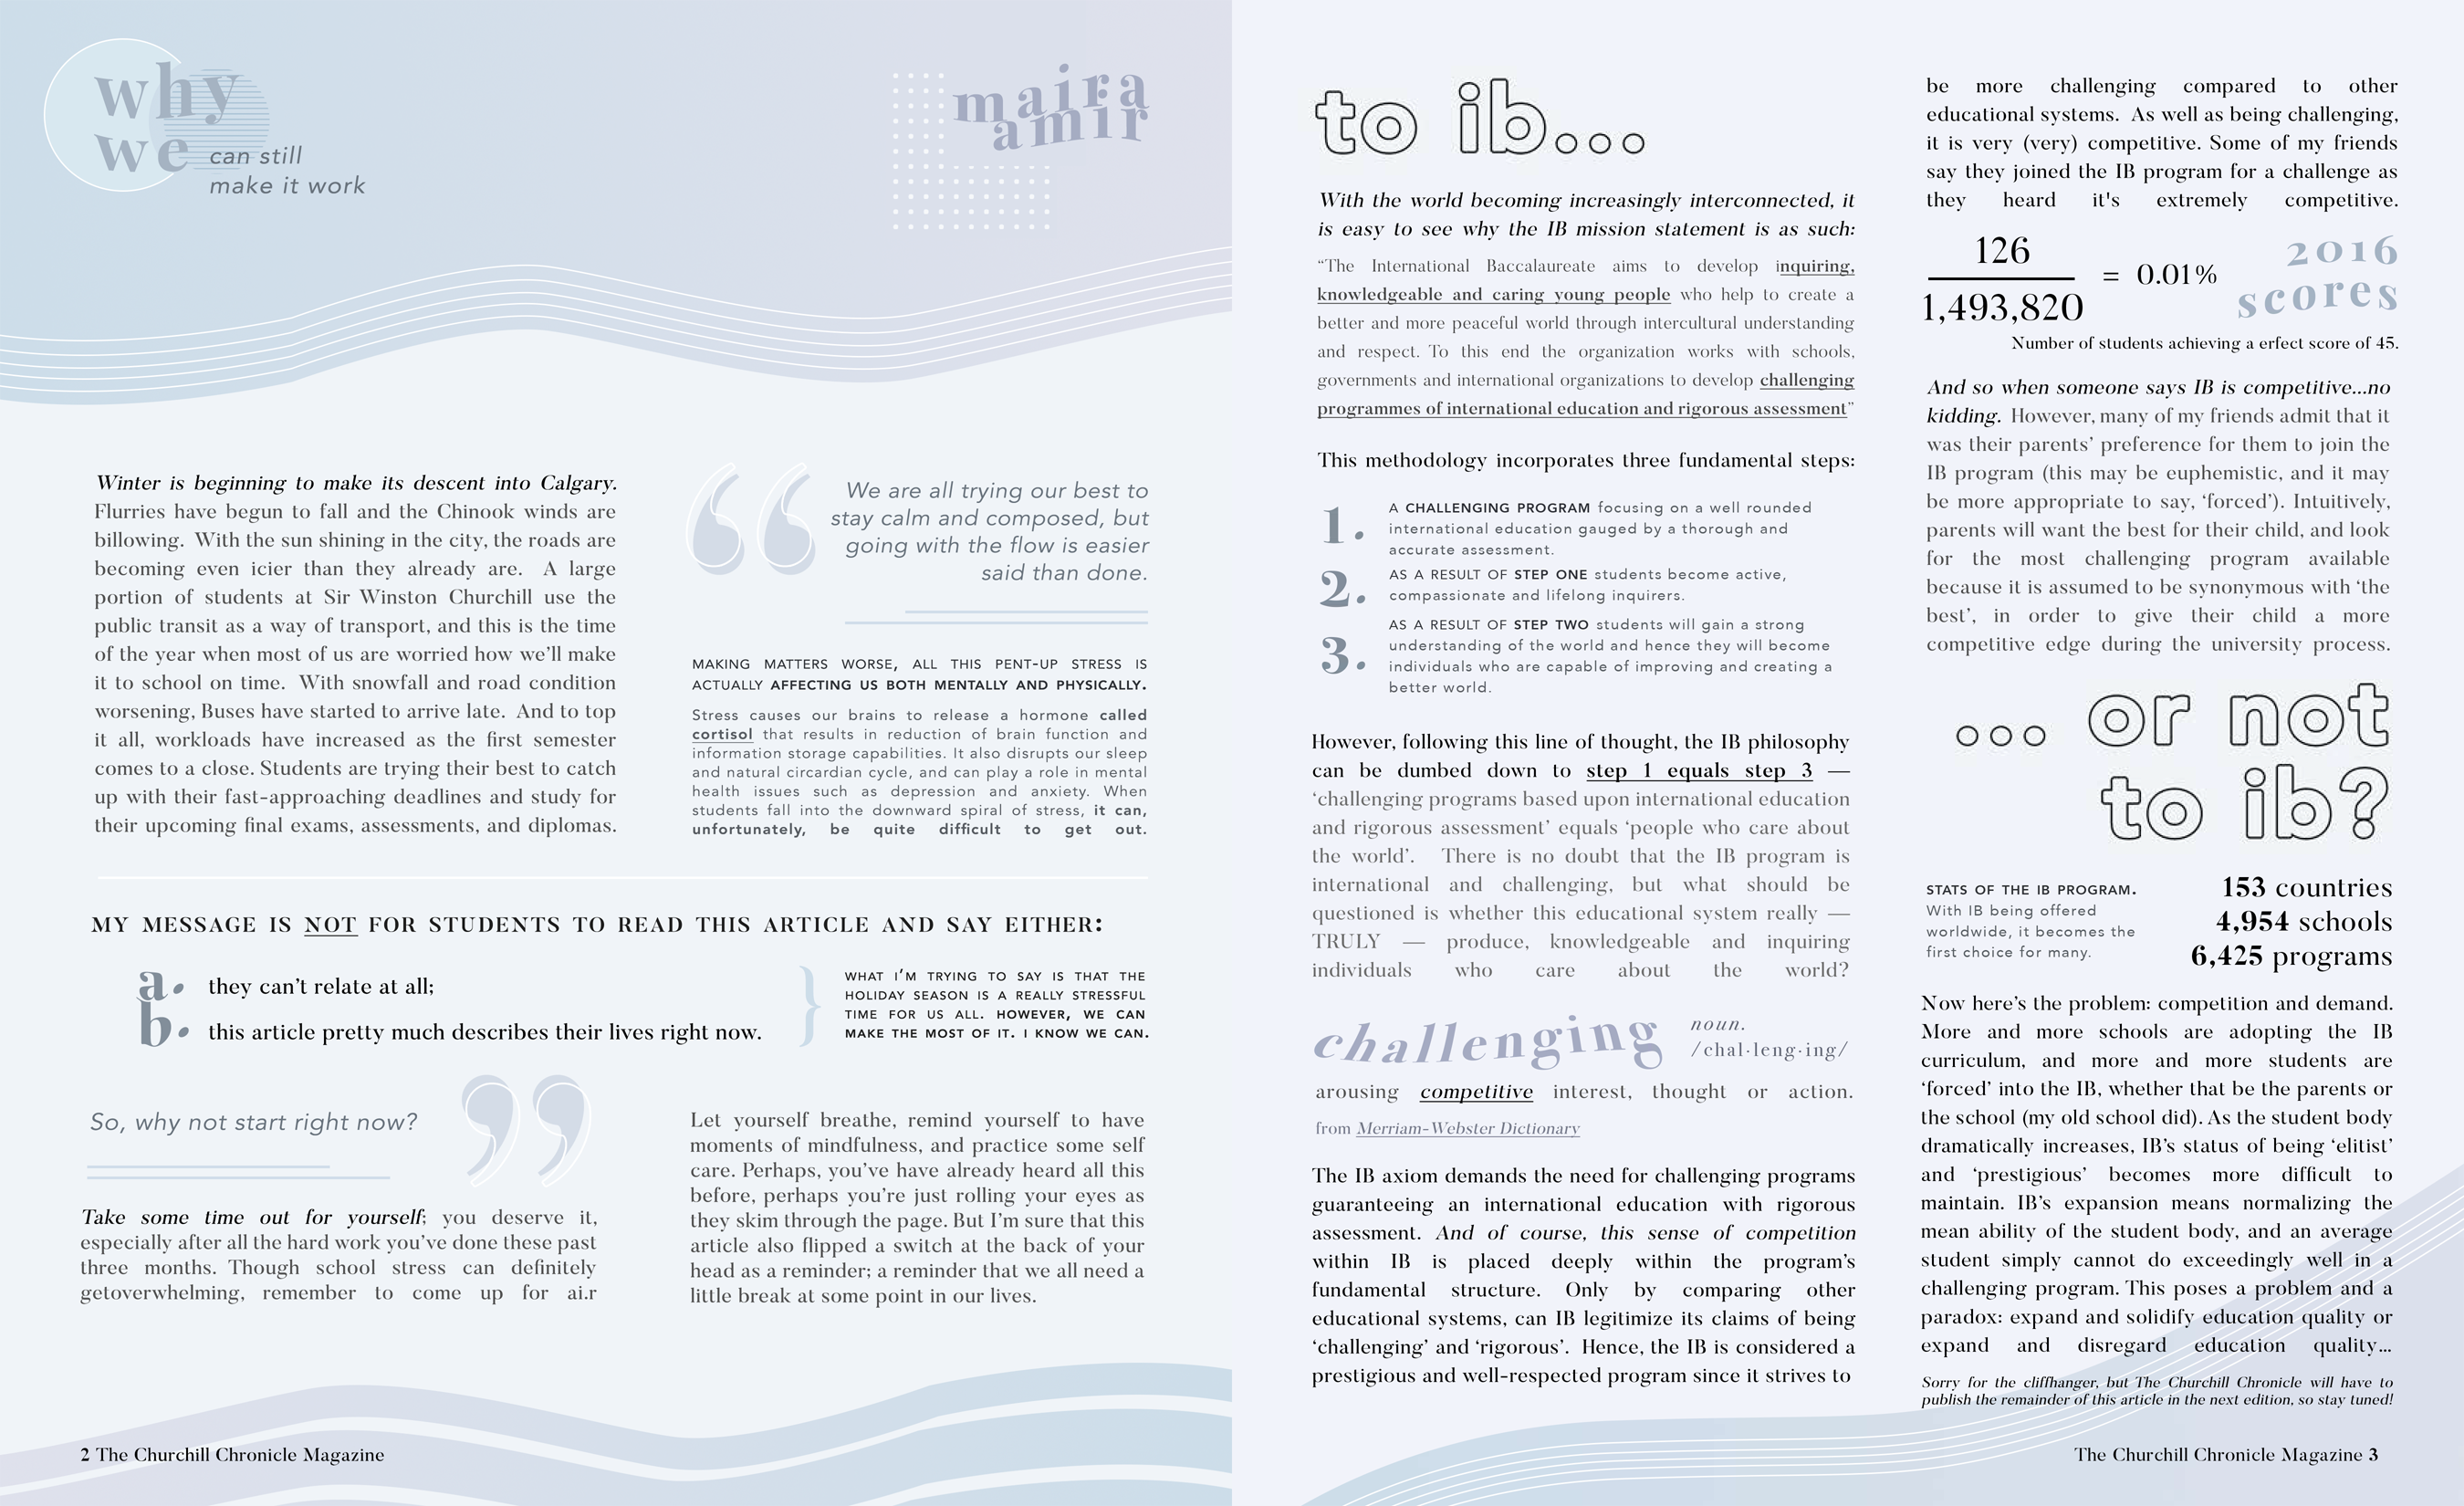 why
we can still
make it work
maira
amir
Winter is beginning to make its descent into Calgary.
Flurries have begun to fall and the Chinook winds are
billowing. With the sun shining in the city, the roads are
becoming even icier than they already are. A large
portion of students at Sir Winston Churchill use the
public transit as a way of transport, and this is the time
of the year when most of us are worried how we'll make
it to school on time. With snowfall and road condition
worsening, Buses have started to arrive late. And to top
it all, workloads have increased as the first semester
comes to a close. Students are trying their best to catch
up with their fast-approaching deadlines and study for
their upcoming final exams, assessments, and diplomas.
“
We are all trying our best to
stay calm and composed, but
going with the flow is easier
said than done.
MAKING MATTERS WORSE, ALL THIS PENT-UP STRESS IS
ACTUALLY AFFECTING US BOTH MENTALLY AND PHYSICALLY.
Stress causes our brains to release a hormone called
cortisol that results in reduction of brain function and
information storage capabilities. It also disrupts our sleep
and natural circardian cycle, and can play a role in mental
health issues such as depression and anxiety. When
students fall into the downward spiral of stress, it can,
unfortunately, be quite difficult to get out.
MY MESSAGE IS NOT FOR STUDENTS TO READ THIS ARTICLE AND SAY EITHER:
a. they can't relate at all;
b. this article pretty much describes their lives right now.
}
WHAT I'M TRYING TO SAY IS THAT THE
HOLIDAY SEASON IS A REALLY STRESSFUL
TIME FOR US ALL. HOWEVER, WE CAN
MAKE THE MOST OF IT. I KNOW WE CAN.
So, why not start right now?
”
Take some time out for yourself; you deserve it,
especially after all the hard work you've done these past
three months. Though school stress can definitely
getoverwhelming, remember to come up for ai.r
Let yourself breathe, remind yourself to have
moments of mindfulness, and practice some self
care. Perhaps, you've have already heard all this
before, perhaps you're just rolling your eyes as
they skim through the page. But I'm sure that this
article also flipped a switch at the back of your
head as a reminder; a reminder that we all need a
little break at some point in our lives.
2 The Churchill Chronicle Magazine
to ib...
With the world becoming increasingly interconnected, it
is easy to see why the IB mission statement is as such:
“The International Baccalaureate aims to develop inquiring,
knowledgeable and caring young people who help to create a
better and more peaceful world through intercultural understanding
and respect. To this end the organization works with schools,
governments and international organizations to develop challenging
programmes of international education and rigorous assessment”
This methodology incorporates three fundamental steps:
1. A CHALLENGING PROGRAM focusing on a well rounded
international education gauged by a thorough and
accurate assessment.
2. AS A RESULT OF STEP ONE students become active,
compassionate and lifelong inquirers.
3. AS A RESULT OF STEP TWO students will gain a strong
understanding of the world and hence they will become
individuals who are capable of improving and creating a
better world.
However, following this line of thought, the IB philosophy
can be dumbed down to step 1 equals step 3 —
‘challenging programs based upon international education
and rigorous assessment’ equals ‘people who care about
the world’. There is no doubt that the IB program is
international and challenging, but what should be
questioned is whether this educational system really —
TRULY — produce, knowledgeable and inquiring
individuals who care about the world?
challenging noun.
/chal·leng·ing/
arousing competitive interest, thought or action.
from Merriam-Webster Dictionary
The IB axiom demands the need for challenging programs
guaranteeing an international education with rigorous
assessment. And of course, this sense of competition
within IB is placed deeply within the program's
fundamental structure. Only by comparing other
educational systems, can IB legitimize its claims of being
‘challenging’ and ‘rigorous’. Hence, the IB is considered a
prestigious and well-respected program since it strives to
be more challenging compared to other
educational systems. As well as being challenging,
it is very (very) competitive. Some of my friends
say they joined the IB program for a challenge as
they heard it's extremely competitive.
126
1,493,820
= 0.01%
2016
scores
Number of students achieving a erfect score of 45.
And so when someone says IB is competitive...no
kidding. However, many of my friends admit that it
was their parents’ preference for them to join the
IB program (this may be euphemistic, and it may
be more appropriate to say, ‘forced’). Intuitively,
parents will want the best for their child, and look
for the most challenging program available
because it is assumed to be synonymous with ‘the
best’, in order to give their child a more
competitive edge during the university process.
... or not
to ib?
STATS OF THE IB PROGRAM.
With IB being offered
worldwide, it becomes the
first choice for many.
153 countries
4,954 schools
6,425 programs
Now here's the problem: competition and demand.
More and more schools are adopting the IB
curriculum, and more and more students are
‘forced’ into the IB, whether that be the parents or
the school (my old school did). As the student body
dramatically increases, IB's status of being ‘elitist’
and ‘prestigious’ becomes more difficult to
maintain. IB's expansion means normalizing the
mean ability of the student body, and an average
student simply cannot do exceedingly well in a
challenging program. This poses a problem and a
paradox: expand and solidify education quality or
expand and disregard education quality...
Sorry for the cliffhanger, but The Churchill Chronicle will have to
publish the remainder of this article in the next edition, so stay tuned!
The Churchill Chronicle Magazine 3